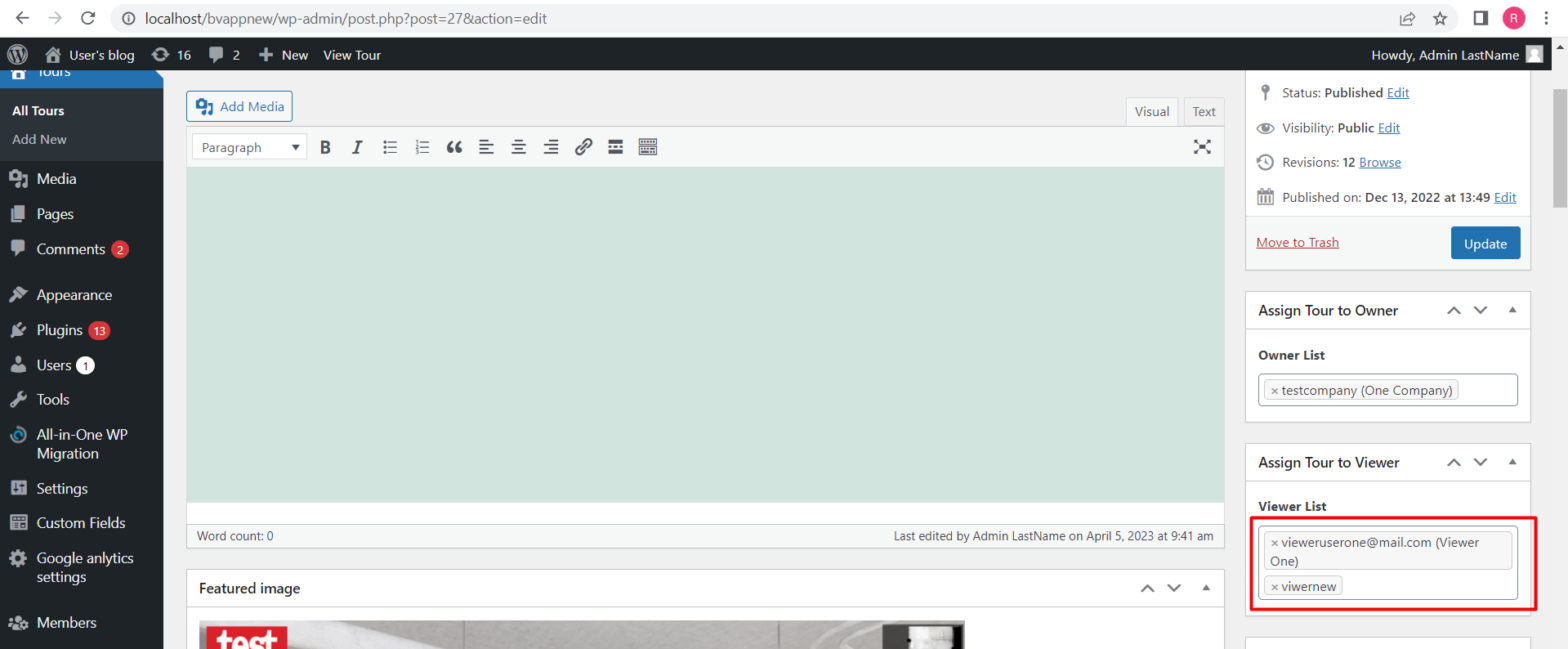 localhost/bvappnew/wp-admin/post.php?post=27&action=edit
R
User's blog 16 2 New View Tour
Howdy, Admin LastName
Tours
All Tours
Add New
Media
Pages
Comments 2
Appearance
Plugins 13
Users 1
Tools
All-in-One WP
Migration
Settings
Custom Fields
Google anlytics
settings
Members
Add Media
Visual Text
Paragraph
Word count: 0
Last edited by Admin LastName on April 5, 2023 at 9:41 am
Featured image
test
Status: Published Edit
Visibility: Public Edit
Revisions: 12 Browse
Published on: Dec 13, 2022 at 13:49 Edit
Move to Trash
Update
Assign Tour to Owner
Owner List
× testcompany (One Company)
Assign Tour to Viewer
Viewer List
× vieweruserone@mail.com (Viewer
One)
× viwernew